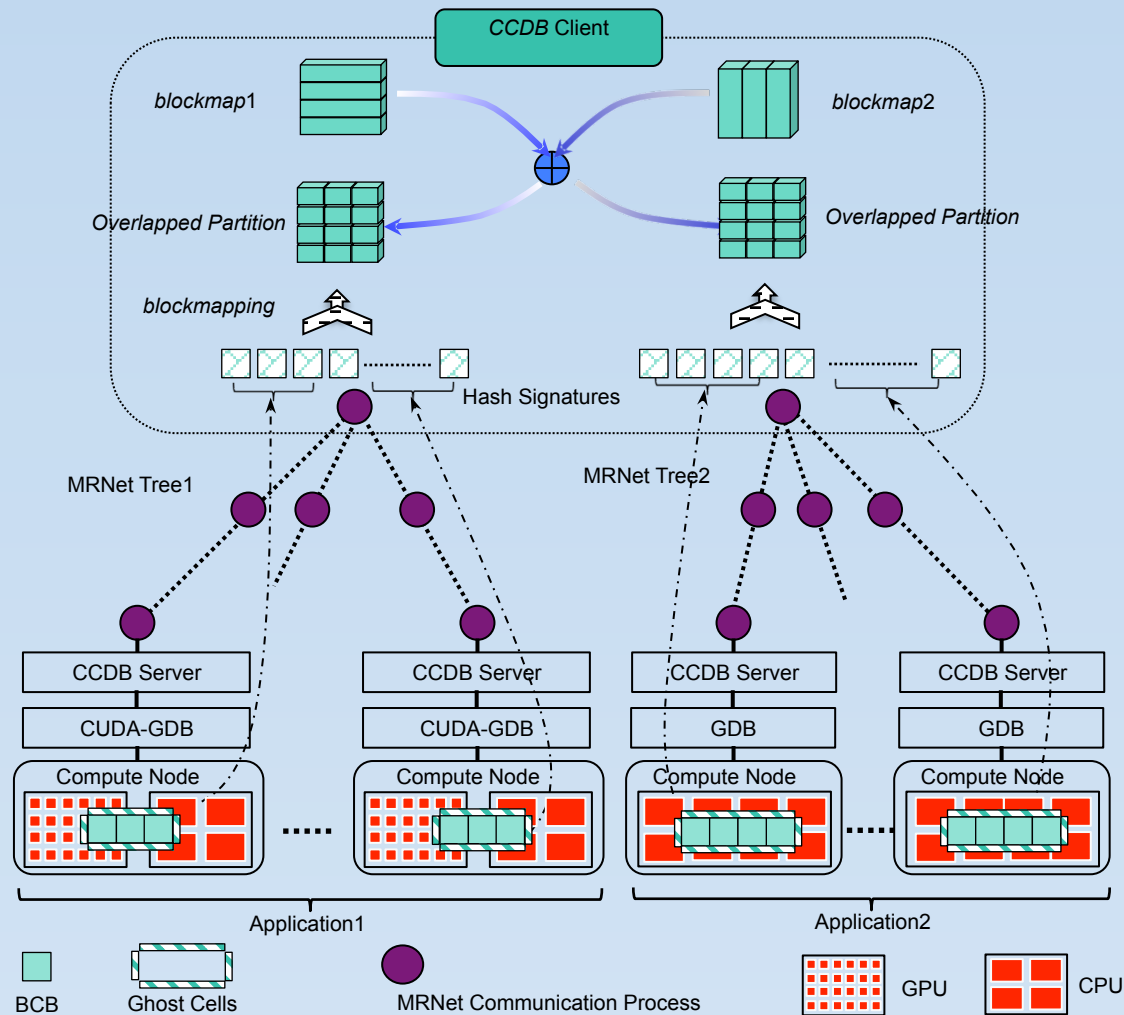 CCDB Client
blockmap1
blockmap2
Overlapped Partition
Overlapped Partition
blockmapping
Hash Signatures
MRNet Tree1
MRNet Tree2
CCDB Server
CCDB Server
CCDB Server
CCDB Server
CUDA-GDB
CUDA-GDB
GDB
GDB
Compute Node
Compute Node
Compute Node
Compute Node
Application1
Application2
BCB
Ghost Cells
MRNet Communication Process
GPU
CPU